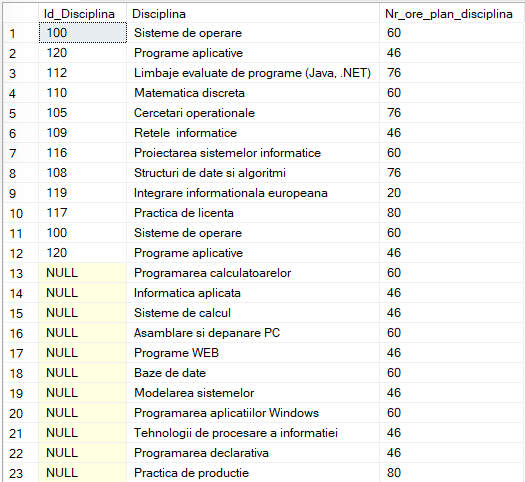 Id_Disciplina Disciplina Nr_ore_plan_disciplina
1 100 Sisteme de operare 60
2 120 Programe aplicative 46
3 112 Limbaje evaluate de programe (Java, .NET) 76
4 110 Matematica discreta 60
5 105 Cercetari operationale 76
6 109 Retele  informatice 46
7 116 Proiectarea sistemelor informatice 60
8 108 Structuri de date si algoritmi 76
9 119 Integrare informationala europeana 20
10 117 Practica de licenta 80
11 100 Sisteme de operare 60
12 120 Programe aplicative 46
13 NULL Programarea calculatoarelor 60
14 NULL Informatica aplicata 46
15 NULL Sisteme de calcul 46
16 NULL Asamblare si depanare PC 60
17 NULL Programe WEB 46
18 NULL Baze de date 60
19 NULL Modelarea sistemelor 46
20 NULL Programarea aplicatiilor Windows 60
21 NULL Tehnologii de procesare a informatiei 46
22 NULL Programarea declarativa 46
23 NULL Practica de productie 80